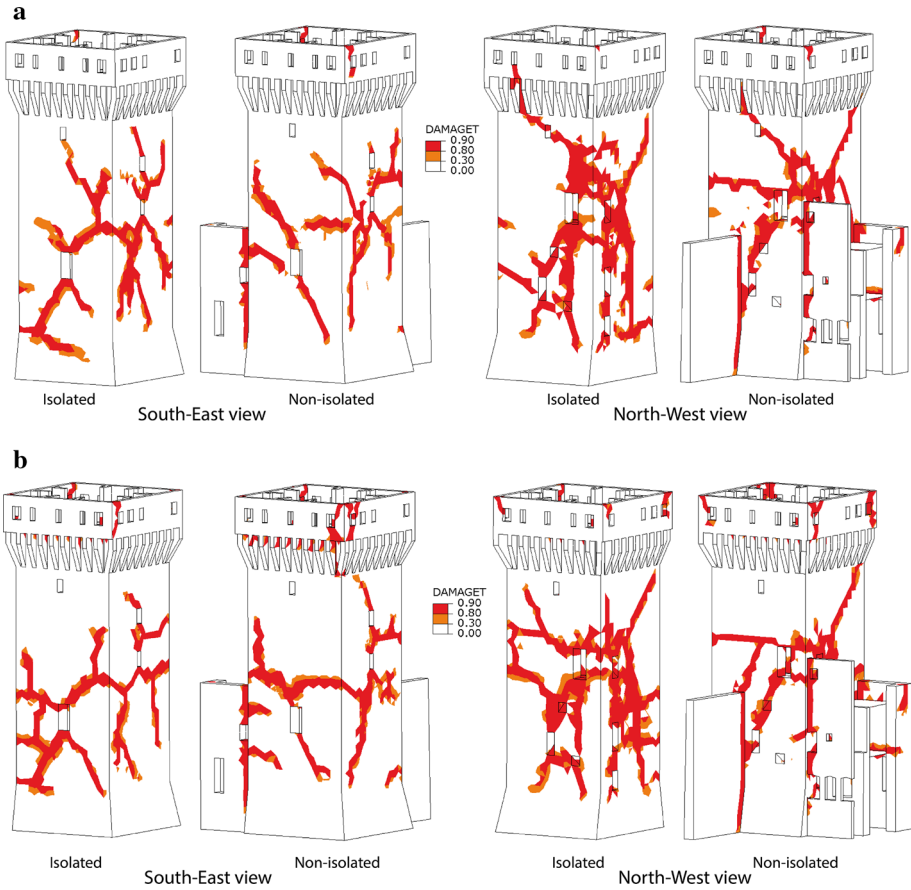 a
DAMAGET
0.90
0.80
0.30
0.00
Isolated
Non-isolated
South-East view
Isolated
Non-isolated
North-West view
b
DAMAGET
0.90
0.80
0.30
0.00
Isolated
Non-isolated
South-East view
Isolated
Non-isolated
North-West view